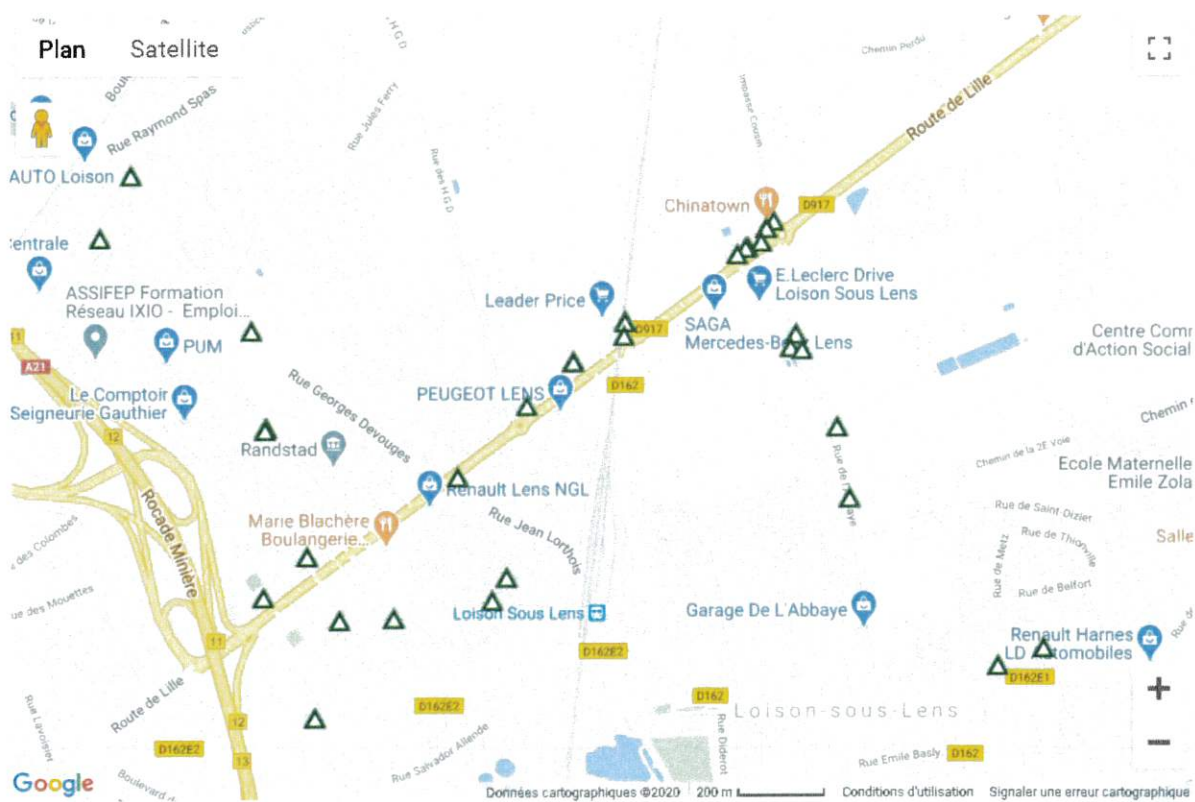 Plan Satellite
Chemin Perdu
Rue Raymond Spas
Rue Jules Ferry
Rue des H.G.D
H.G.D
Impasse Cousin
Route de Lille
AUTO Loison
Chinatown
D917
Centrale
ASSIFEP Formation
Réseau IXIO - Emploi...
Leader Price
E.Leclerc Drive
Loison Sous Lens
D917
SAGA
Lens
11
PUM
Centre Com
d'Action Social
A21
D162
Le Comptoir
Seigneurie Gauthier
PEUGEOT LENS
Rue Georges Devouges
12
Randstad
Chemin de la 2E Voie
Ecole Maternelle
Emile Zola
Renault Lens NGL
Rocade Minière
Marie Blachère
Boulangerie...
Rue Jean Lorthois
Rue de Saint-Dizier
Rue de Thionville
Rue de Metz
Rue de Belfort
Salle
des Colombes
ue des Mouettes
Loison Sous Lens
Garage De L'Abbaye
11
D162E2
Renault Harnes
LD Automobiles
D162E1
Route de Lille
D162E2
D162
Loison-sous-Lens
Rue Lavoisier
12
D162E2
13
Rue Salvador Allende
Rue Diderot
Rue Emile Basly
D162
Google
Données cartographiques ©2020
200 m
Conditions d'utilisation
Signaler une erreur cartographique